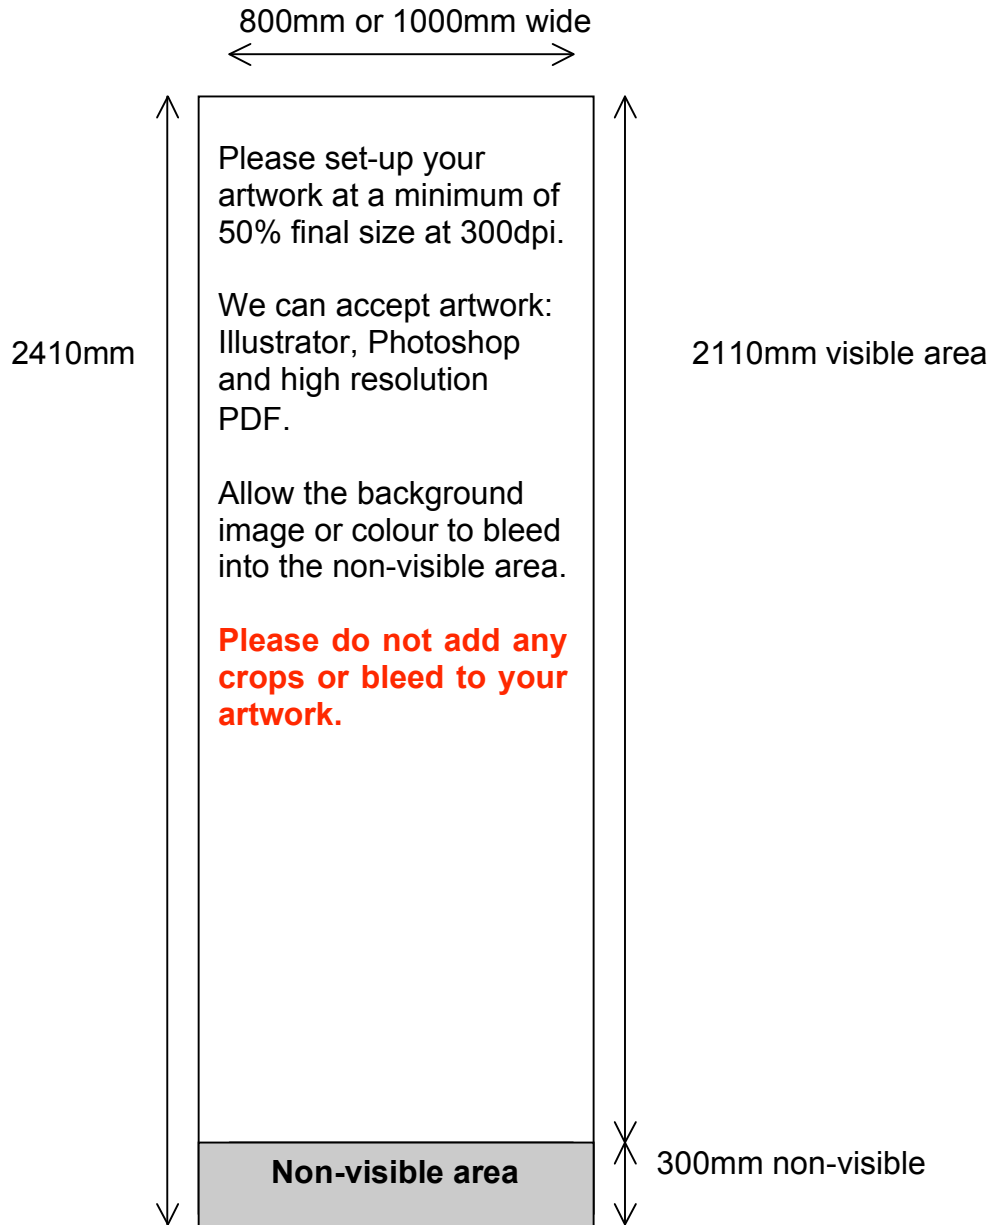 800mm or 1000mm wide
Please set-up your
artwork at a minimum of
50% final size at 300dpi.
We can accept artwork:
Illustrator, Photoshop
and high resolution
PDF.
2410mm
2110mm visible area
Allow the background
image or colour to bleed
into the non-visible area.
Please do not add any
crops or bleed to your
artwork.
Non-visible area
300mm non-visible